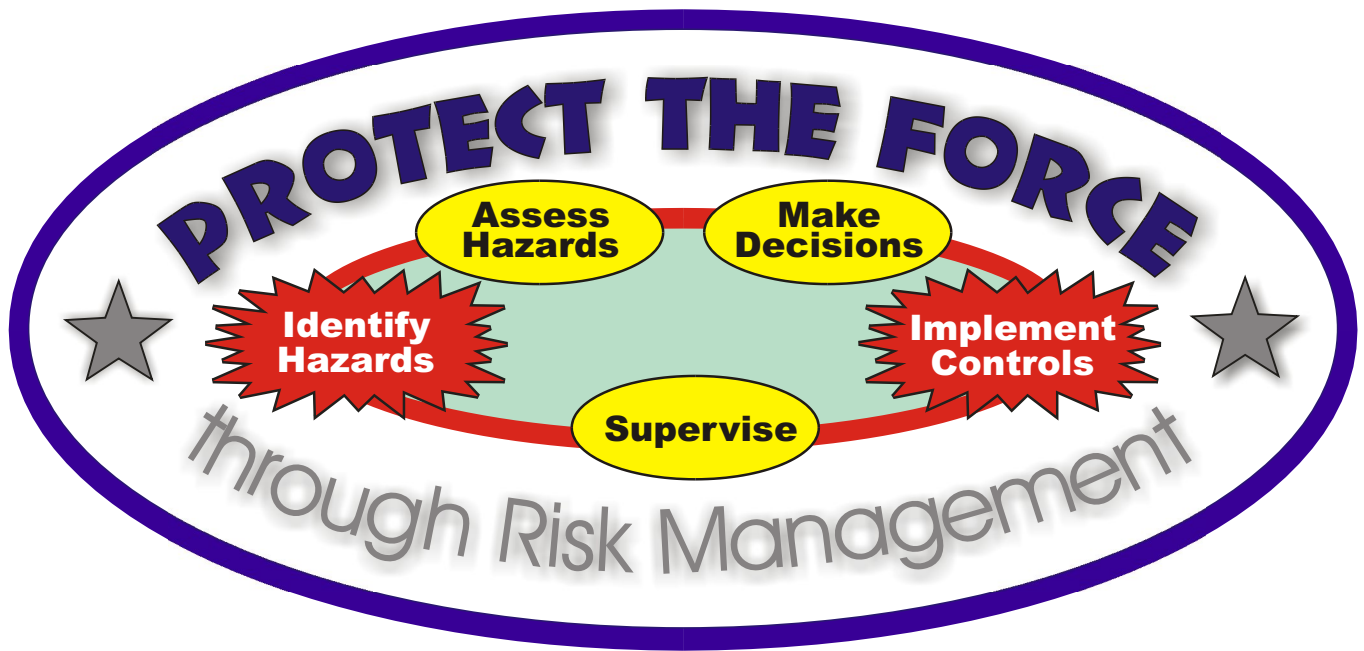 PROTECT THE FORCE
Assess
Hazards
Make
Decisions
Identify
Hazards
Implement
Controls
Supervise
through Risk Management